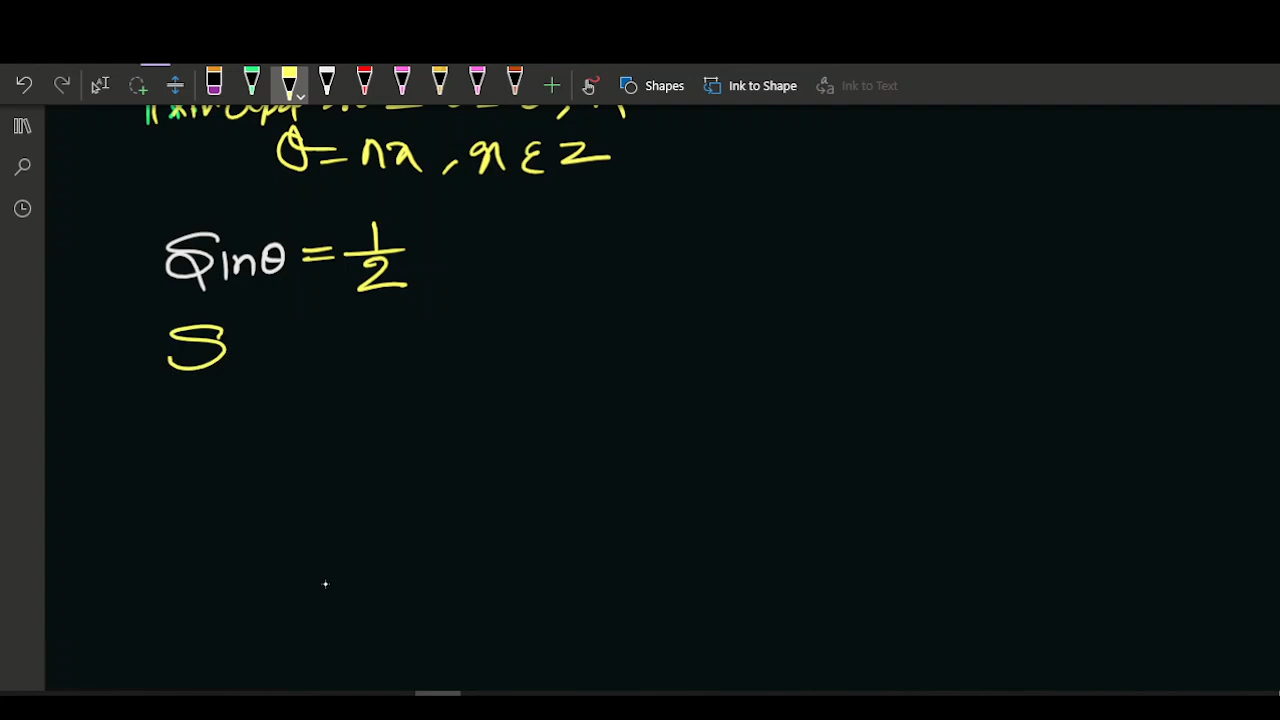 Shapes Ink to Shape Ink to Text
θ = nπ, n ∈ Z
Sinθ = 1/2
S